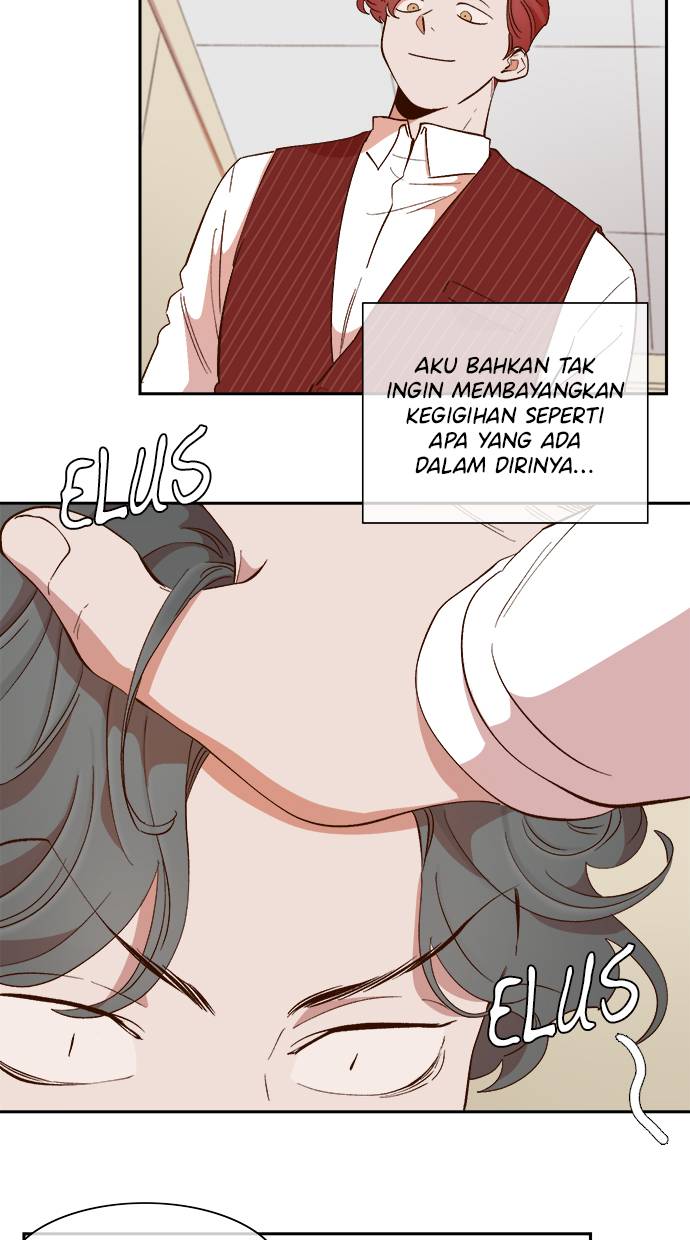 AKU BAHKAN TAK
INGIN MEMBAYANGKAN
KEGIGIHAN SEPERTI
APA YANG ADA
DALAM DIRINYA...
ELUS
ELUS